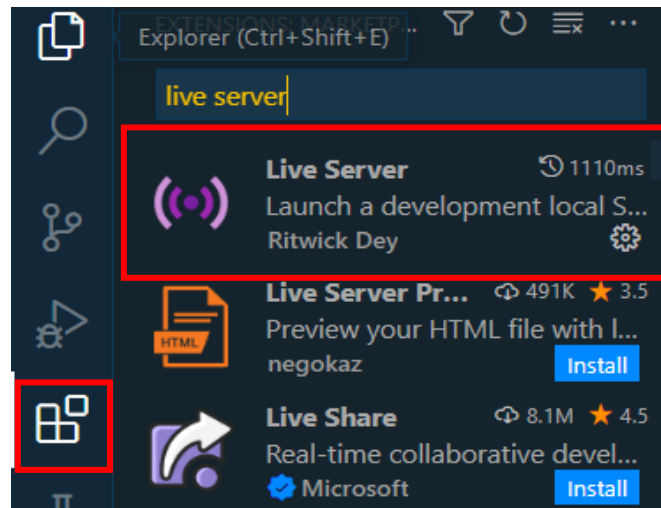 EXTENSIONS: MARKETP...
Explorer (Ctrl+Shift+E)
live server
Live Server 1110ms
Launch a development local S...
Ritwick Dey
Live Server Pr... 491K ★ 3.5
Preview your HTML file with l...
HTML
negokaz Install
Live Share 8.1M ★ 4.5
Real-time collaborative devel...
Microsoft Install